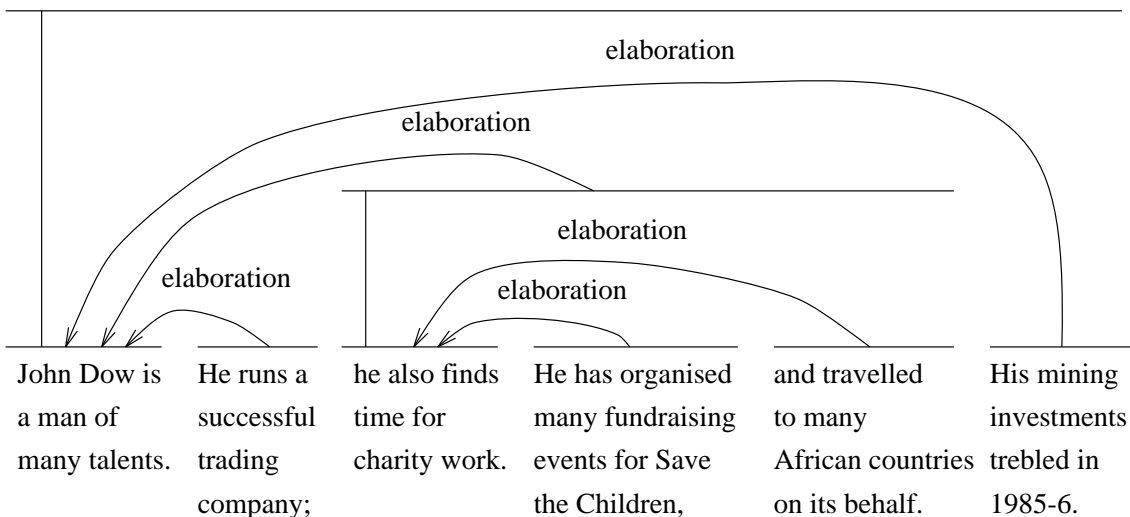 elaboration
elaboration
elaboration
elaboration
elaboration
John Dow is
a man of
many talents.
He runs a
successful
trading
company;
he also finds
time for
charity work.
He has organised
many fundraising
events for Save
the Children,
and travelled
to many
African countries
on its behalf.
His mining
investments
trebled in
1985-6.